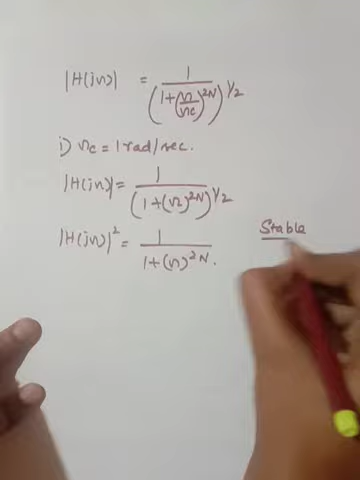 |H(jΩ)| = 1 / (1+(Ω/Ωc)^2N)^1/2
i) Ωc = 1 rad/sec.
|H(jΩ)| = 1 / (1+(Ω)^2N)^1/2
|H(jΩ)|^2 = 1 / 1+(Ω)^2N.
Stable